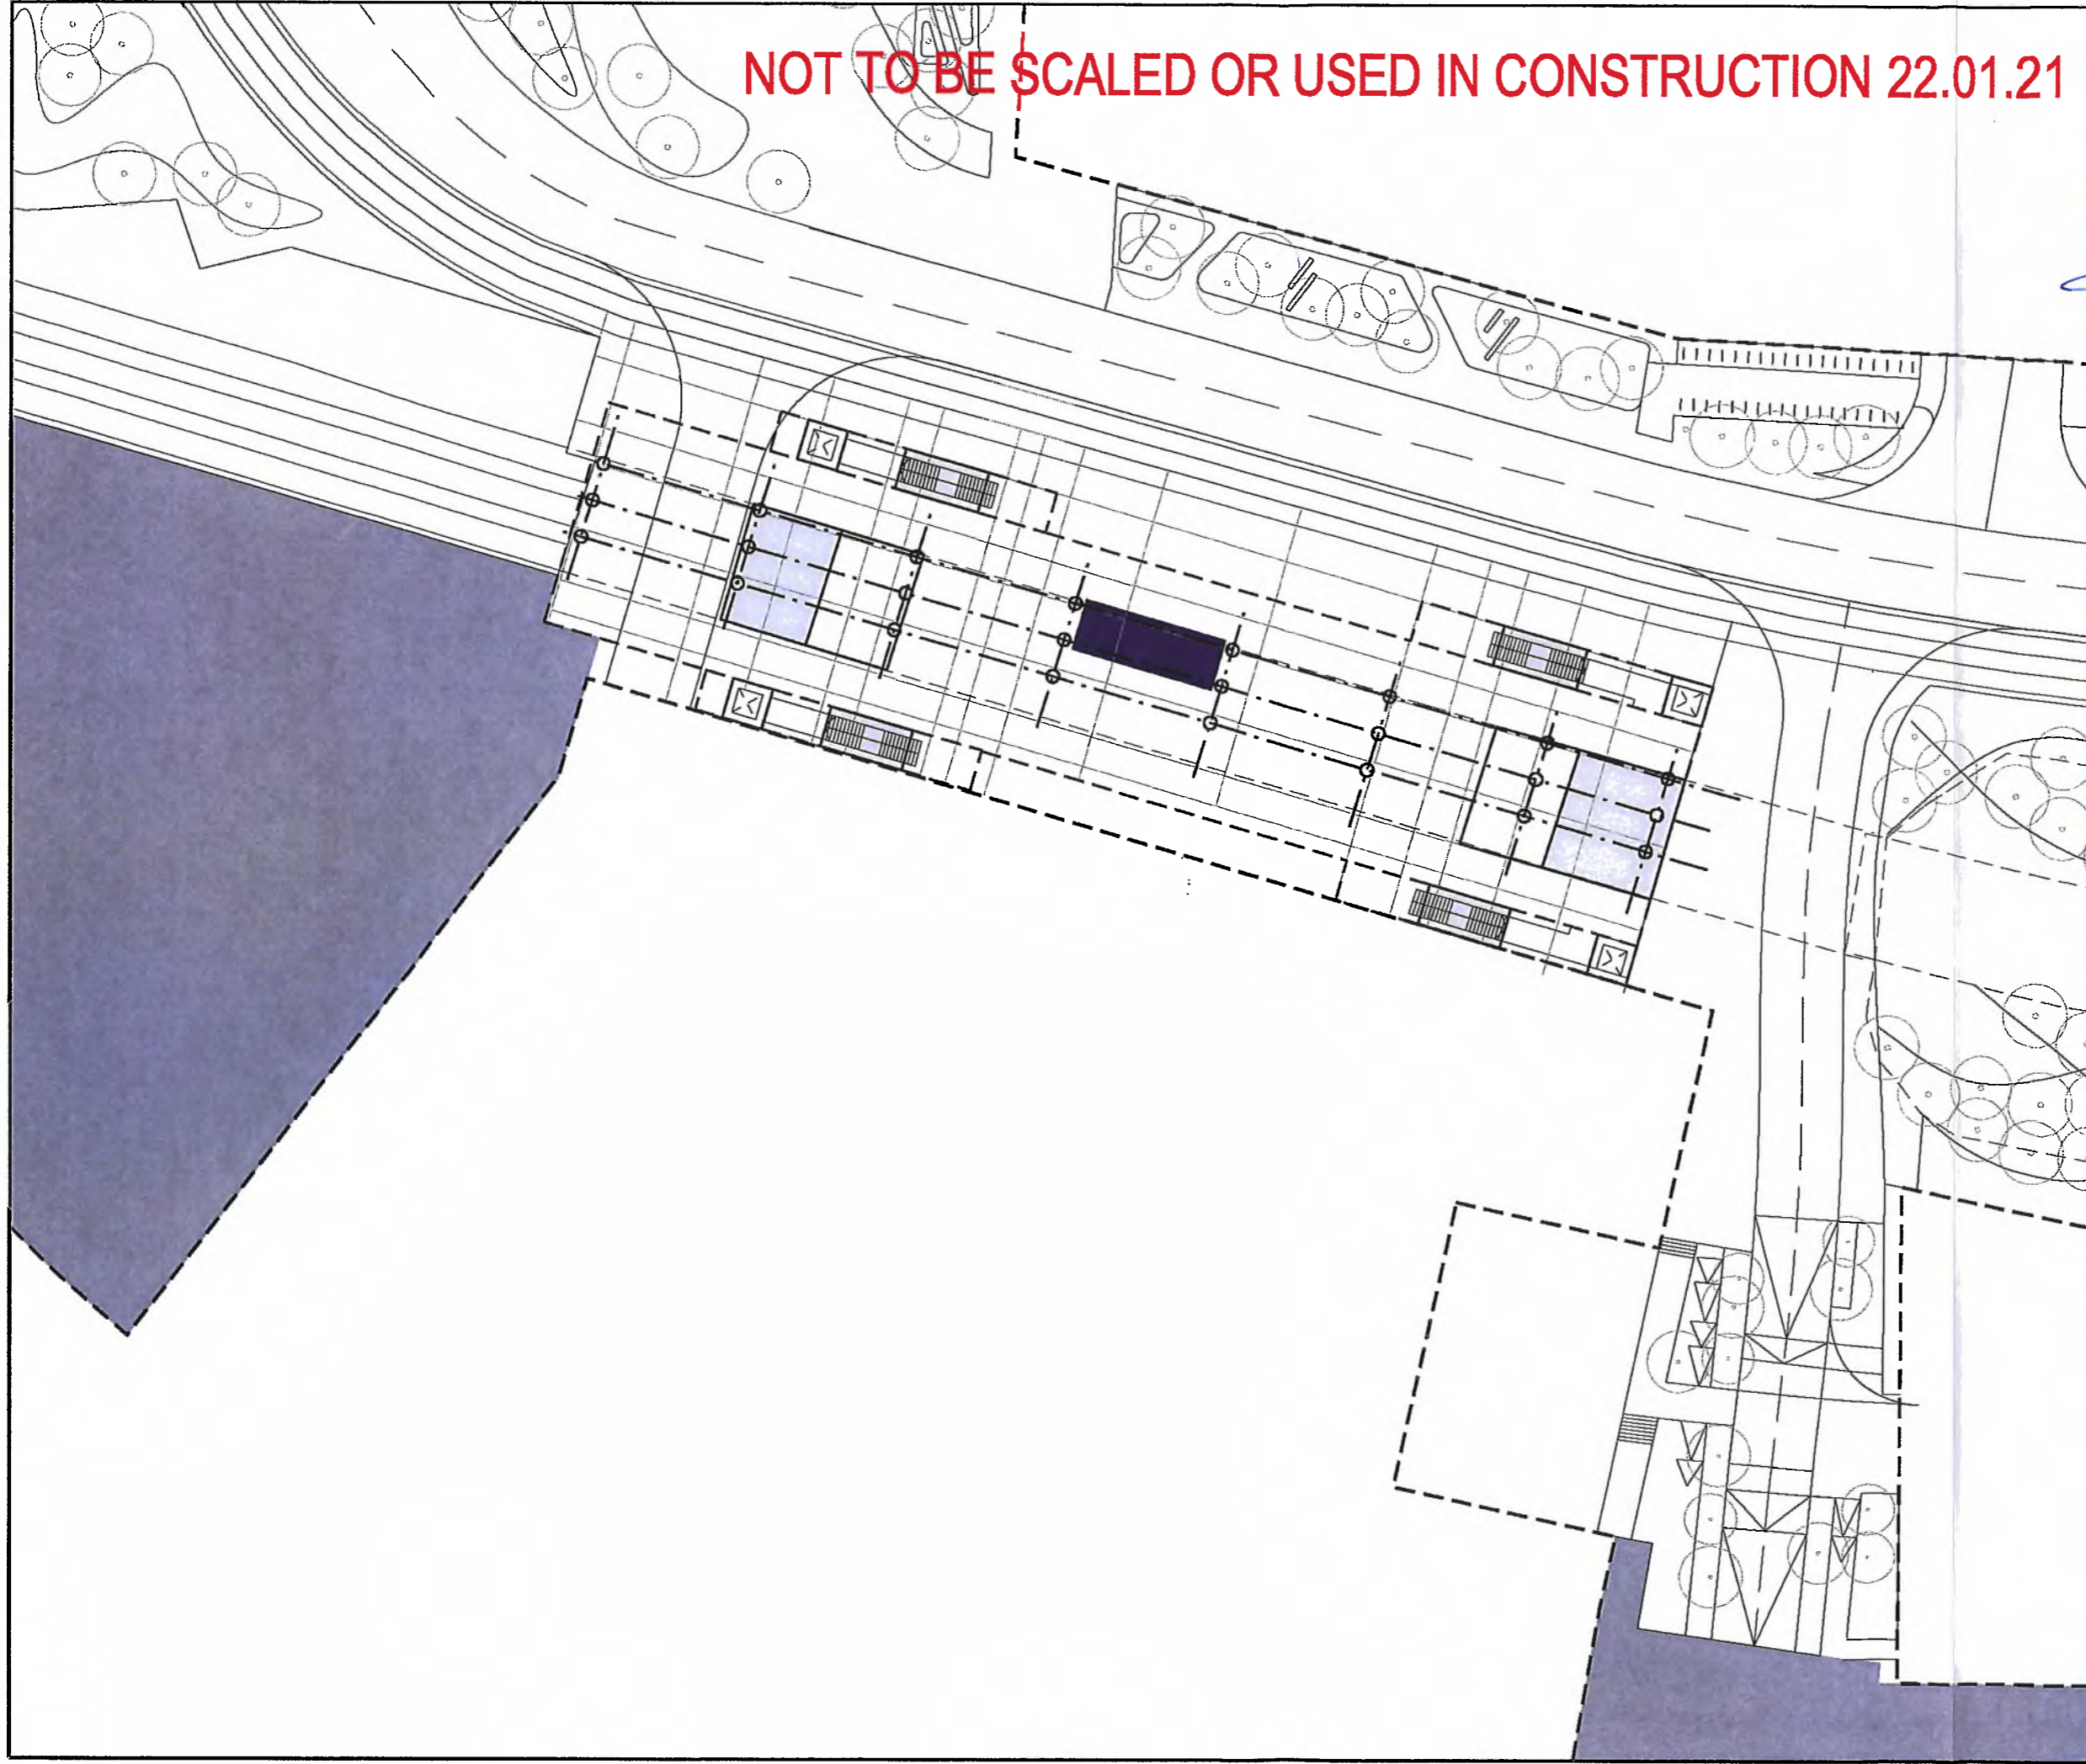 NOT TO BE SCALED OR USED IN CONSTRUCTION 22.01.21